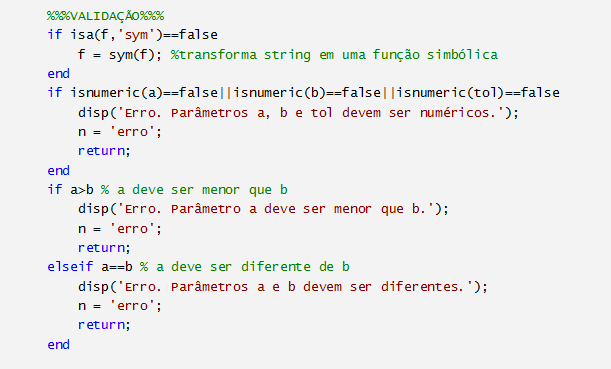 %%%VALIDAÇÃO%%%
if isa(f,'sym')==false
f = sym(f); %transforma string em uma função simbólica
end
if isnumeric(a)==false||isnumeric(b)==false||isnumeric(tol)==false
disp('Erro. Parâmetros a, b e tol devem ser numéricos.');
n = 'erro';
return;
end
if a>b % a deve ser menor que b
disp('Erro. Parâmetro a deve ser menor que b.');
n = 'erro';
return;
elseif a==b % a deve ser diferente de b
disp('Erro. Parâmetros a e b devem ser diferentes.');
n = 'erro';
return;
end